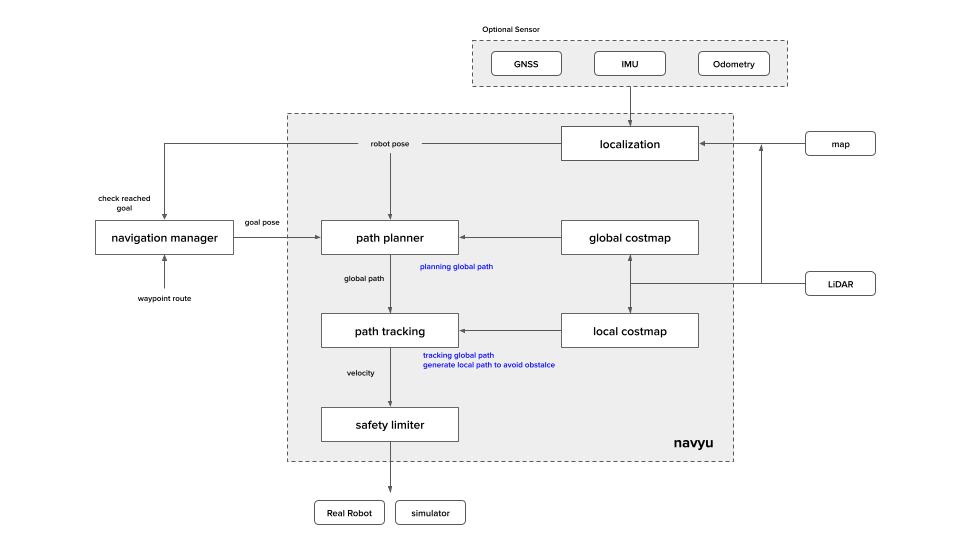 Optional Sensor
GNSS
IMU
Odometry
robot pose
localization
map
check reached
goal
goal pose
navigation manager
path planner
global costmap
planning global path
global path
LiDAR
waypoint route
path tracking
local costmap
tracking global path
generate local path to avoid obstalce
velocity
safety limiter
navyu
Real Robot
simulator